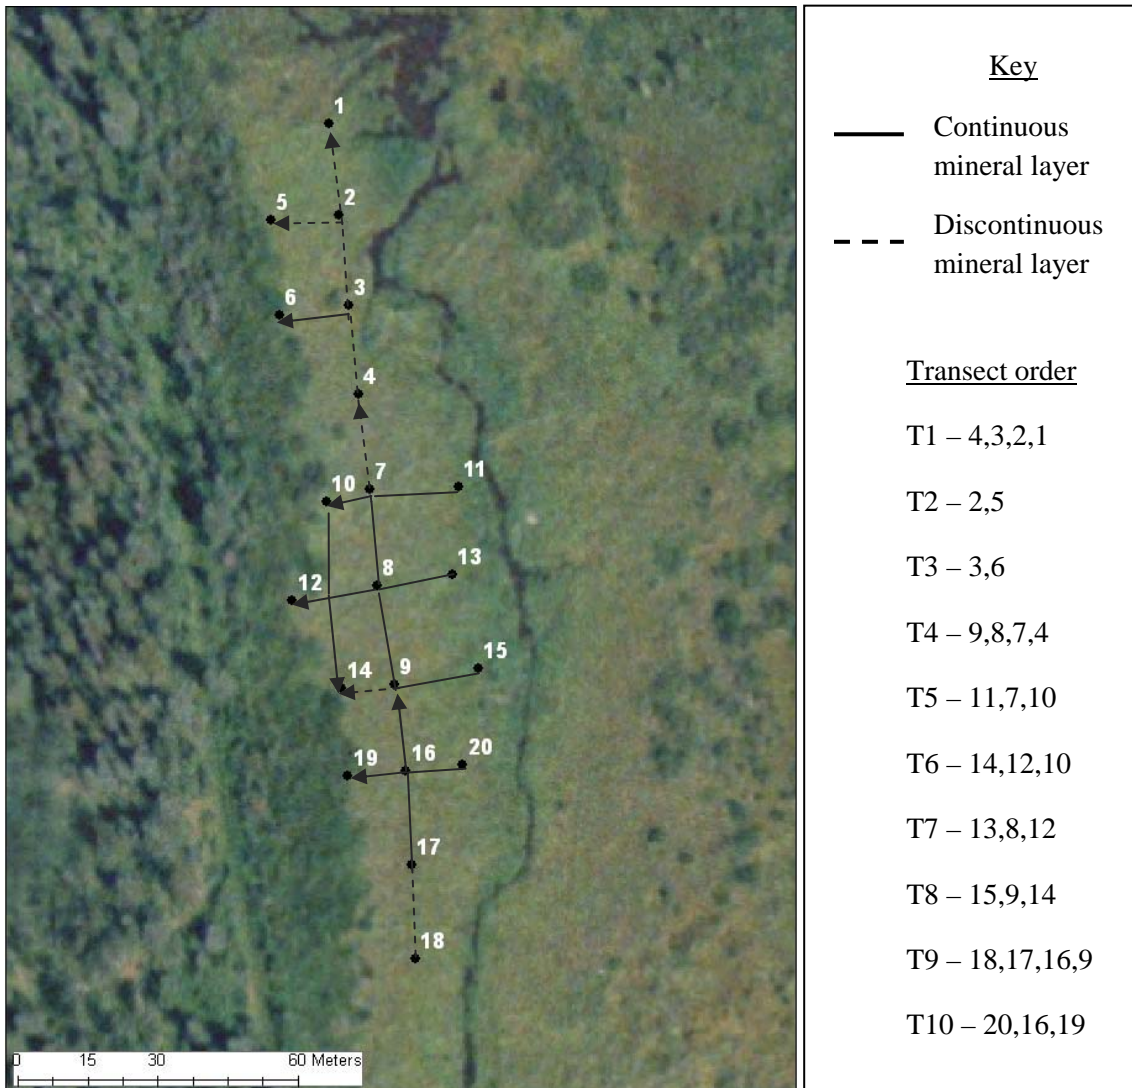 1
5 2
6 3
4
10 7 11
12 8 13
14 9 15
19 16 20
17
18
0 15 30 60 Meters
Key
Continuous
mineral layer
Discontinuous
mineral layer
Transect order
T1 – 4,3,2,1
T2 – 2,5
T3 – 3,6
T4 – 9,8,7,4
T5 – 11,7,10
T6 – 14,12,10
T7 – 13,8,12
T8 – 15,9,14
T9 – 18,17,16,9
T10 – 20,16,19